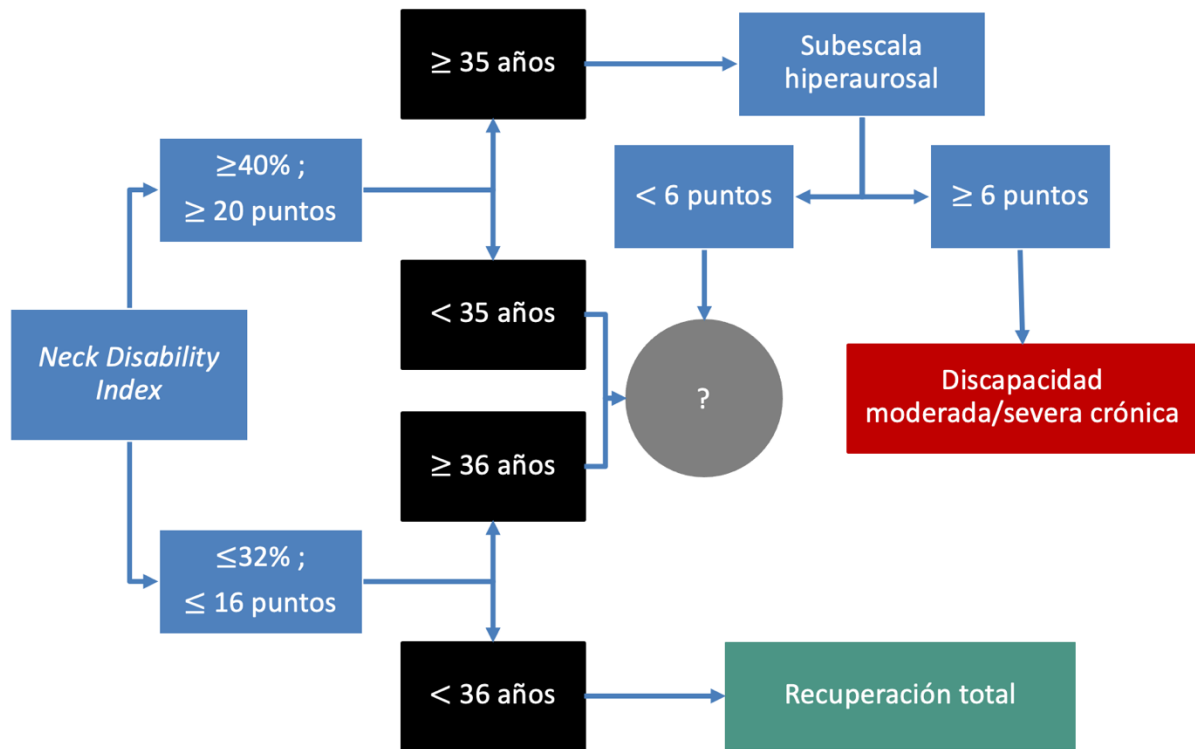 ≥ 35 años
Subescala
hiperaurosal
≥40% ;
≥ 20 puntos
< 6 puntos
≥ 6 puntos
< 35 años
Neck Disability
Index
?
Discapacidad
moderada/severa crónica
≥ 36 años
≤32% ;
≤ 16 puntos
< 36 años
Recuperación total